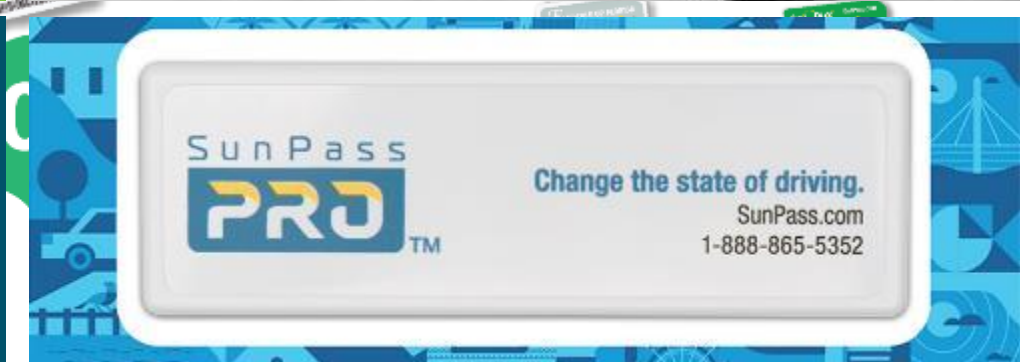 SunPass
PRO
TM
Change the state of driving.
SunPass.com
1-888-865-5352